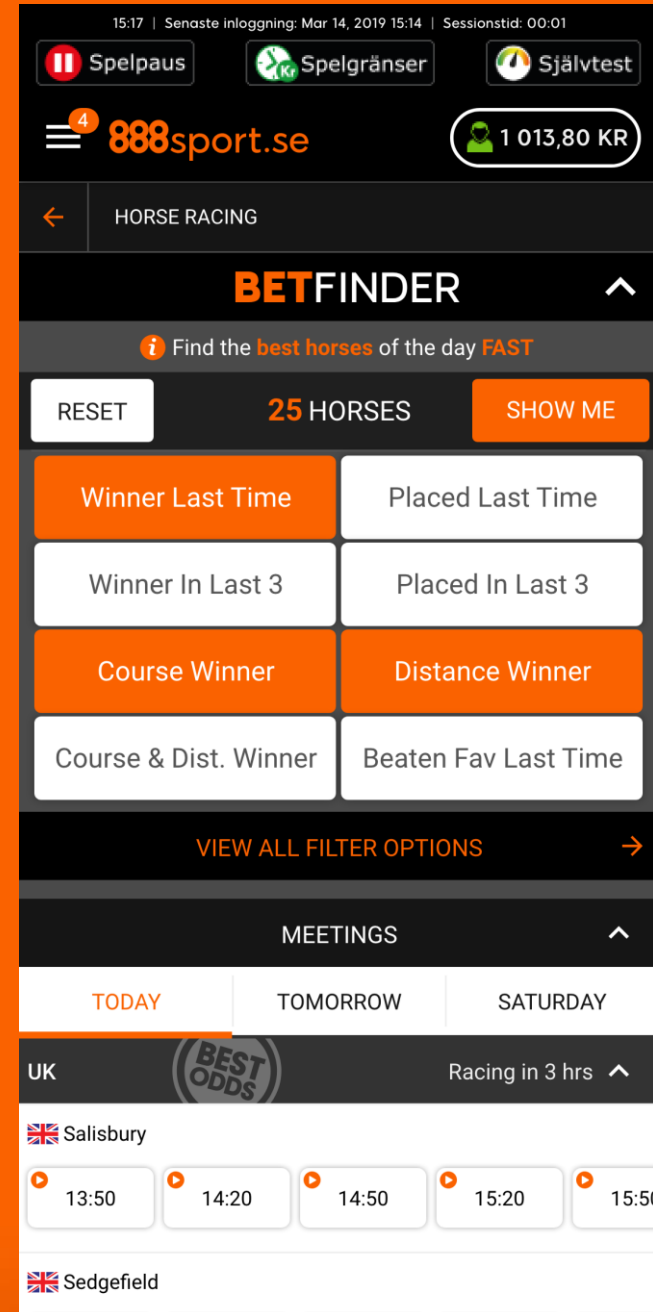 15:17 | Senaste inloggning: Mar 14, 2019 15:14 | Sessionstid: 00:01
Spelpaus Kr Spelgränser Självtest
4
888sport.se 1 013,80 KR
HORSE RACING
BETFINDER
i Find the best horses of the day FAST
RESET 25 HORSES SHOW ME
Winner Last Time Placed Last Time
Winner In Last 3 Placed In Last 3
Course Winner Distance Winner
Course & Dist. Winner Beaten Fav Last Time
VIEW ALL FILTER OPTIONS
MEETINGS
TODAY TOMORROW SATURDAY
UK BEST ODDS Racing in 3 hrs
Salisbury
13:50 14:20 14:50 15:20 15:50
Sedgefield